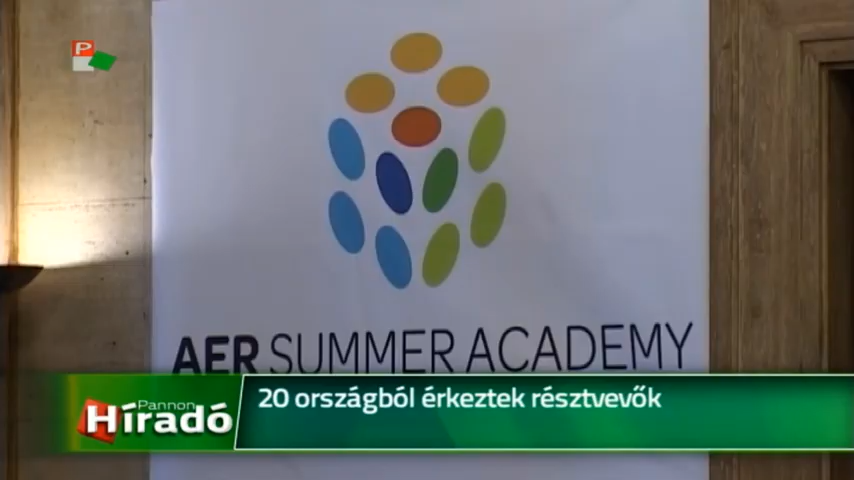 P
AER SUMMER ACADEMY
Pannon
Híradó
20 országból érkeztek résztvevők